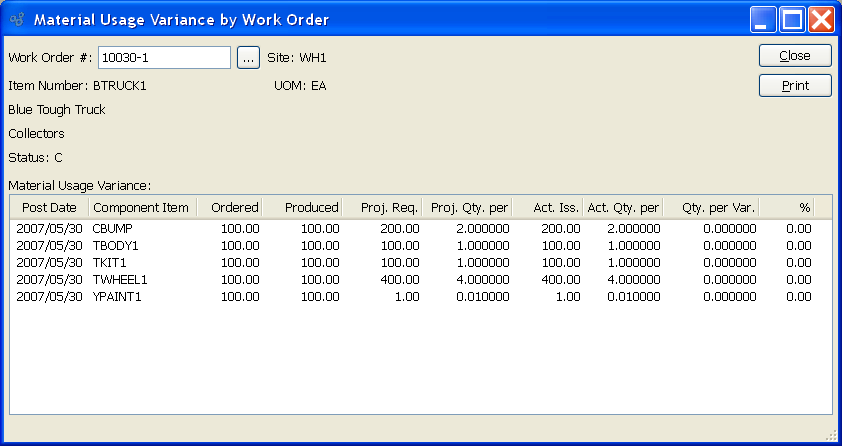 Material Usage Variance by Work Order
Work Order #: 10030-1 ... Site: WH1 Close
Item Number: BTRUCK1 UOM: EA Print
Blue Tough Truck
Collectors
Status: C
Material Usage Variance:
Post Date Component Item Ordered Produced Proj. Req. Proj. Qty. per Act. Iss. Act. Qty. per Qty. per Var. %
2007/05/30 CBUMP 100.00 100.00 200.00 2.000000 200.00 2.000000 0.000000 0.00
2007/05/30 TBODY1 100.00 100.00 100.00 1.000000 100.00 1.000000 0.000000 0.00
2007/05/30 TKIT1 100.00 100.00 100.00 1.000000 100.00 1.000000 0.000000 0.00
2007/05/30 TWHEEL1 100.00 100.00 400.00 4.000000 400.00 4.000000 0.000000 0.00
2007/05/30 YPAINT1 100.00 100.00 1.00 0.010000 1.00 0.010000 0.000000 0.00